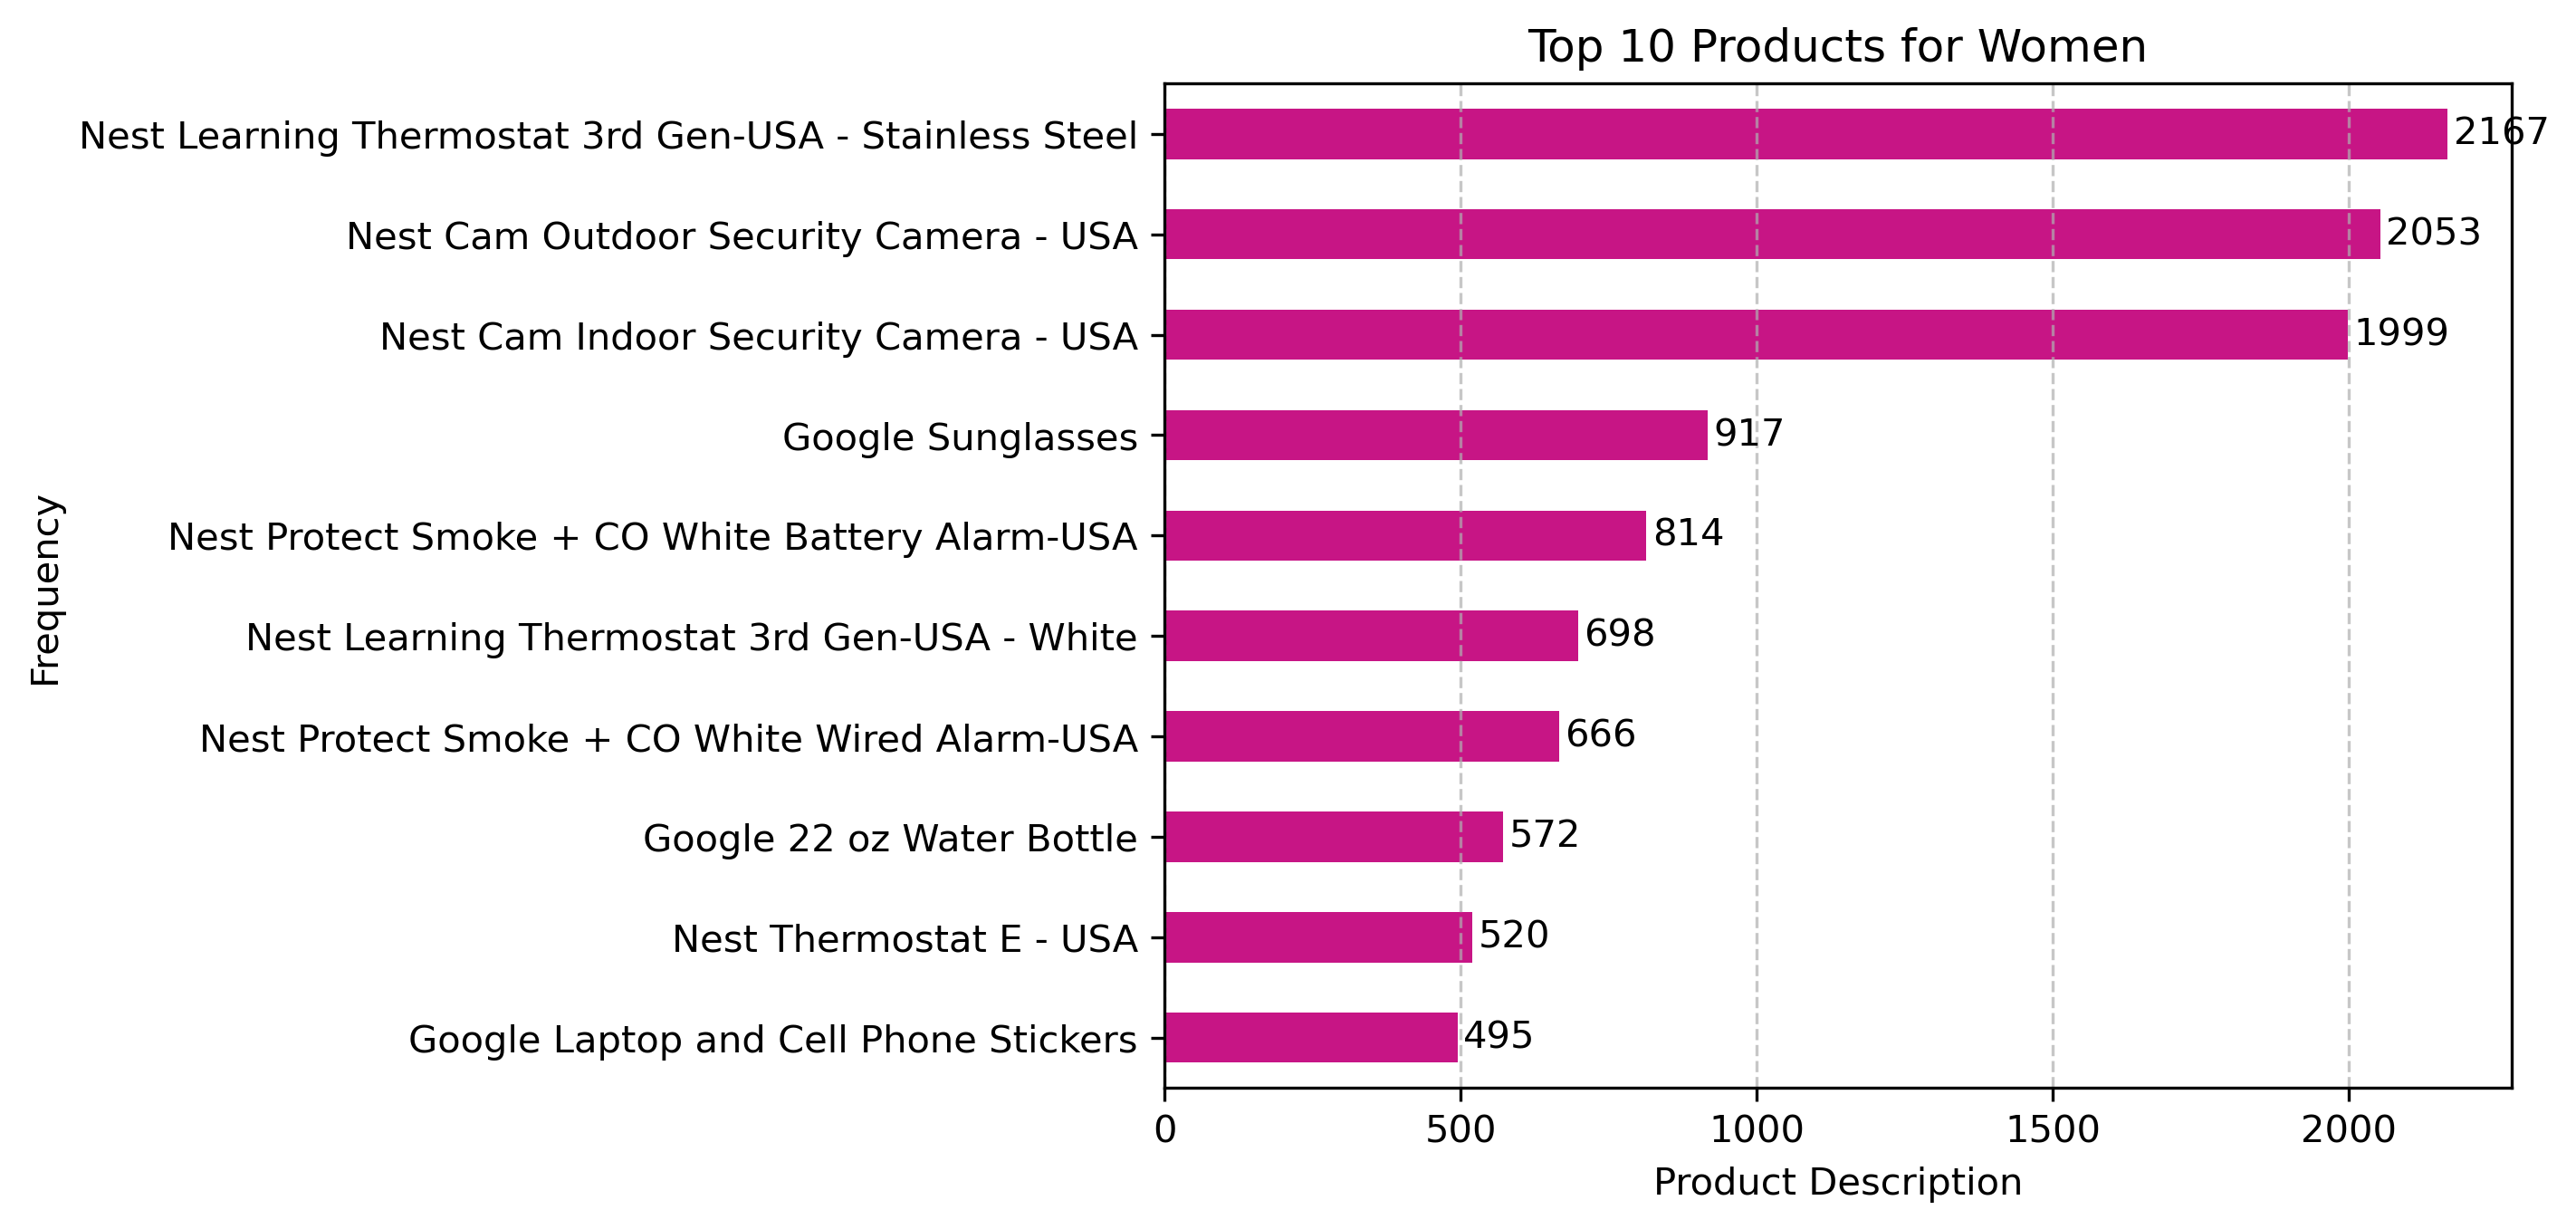 Top 10 Products for Women
Nest Learning Thermostat 3rd Gen-USA - Stainless Steel
2167
Nest Cam Outdoor Security Camera - USA
2053
Nest Cam Indoor Security Camera - USA
1999
Google Sunglasses
917
Nest Protect Smoke + CO White Battery Alarm-USA
814
Nest Learning Thermostat 3rd Gen-USA - White
698
Nest Protect Smoke + CO White Wired Alarm-USA
666
Google 22 oz Water Bottle
572
Nest Thermostat E - USA
520
Google Laptop and Cell Phone Stickers
495
Frequency
0 500 1000 1500 2000
Product Description